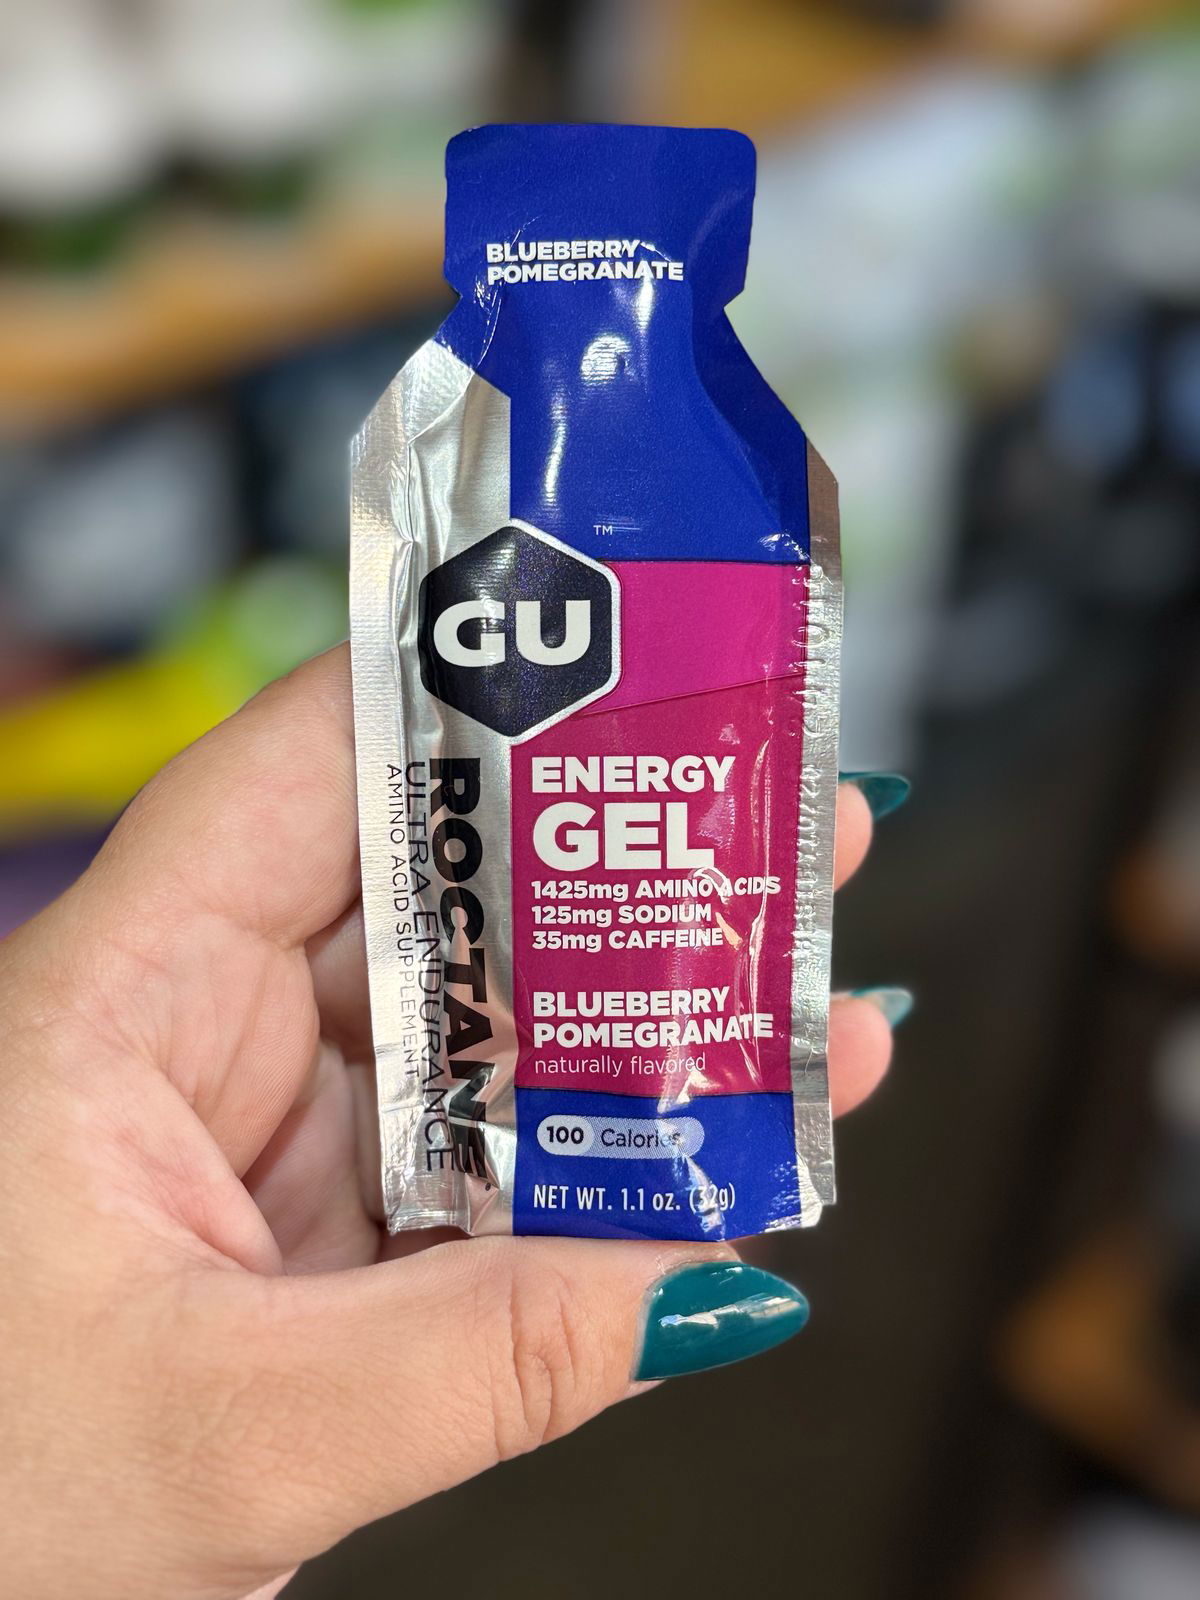 BLUEBERRY
POMEGRANATE
™
GU
ROCTANE®
ULTRA ENDURANCE
AMINO ACID SUPPLEMENT
ENERGY
GEL
1425mg AMINO ACIDS
125mg SODIUM
35mg CAFFEINE
BLUEBERRY
POMEGRANATE
naturally flavored
100 Calories
NET WT. 1.1 oz. (32g)